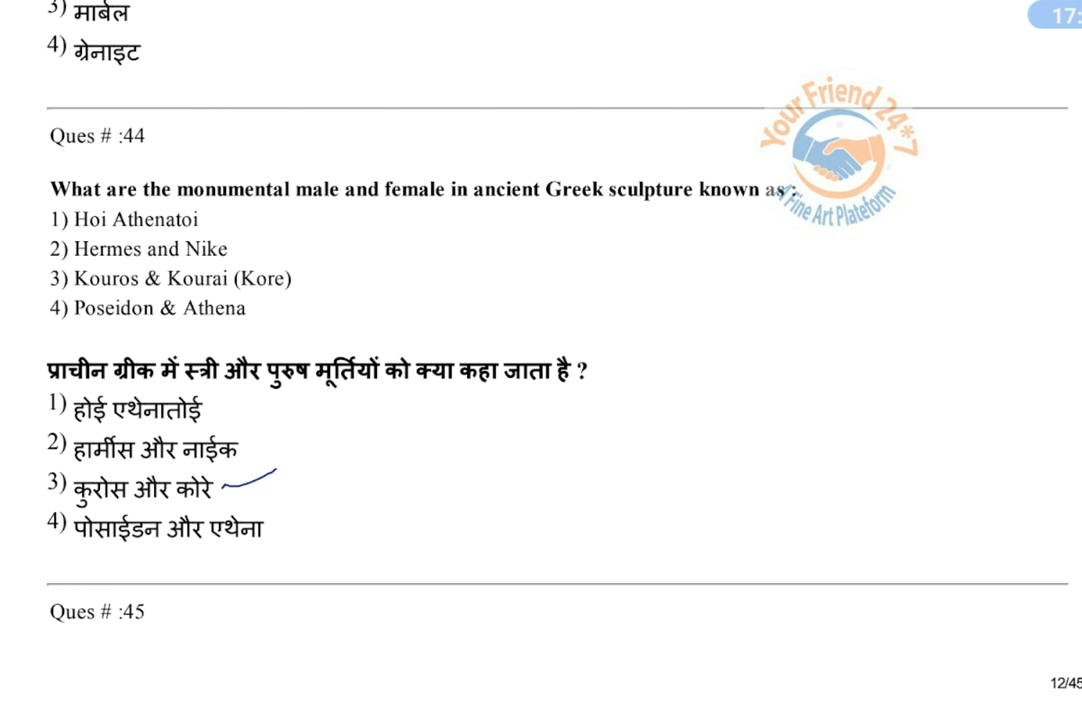 3) मार्बल
4) ग्रेनाइट
17:
Your Friend 24*7
A Fine Art Plateform
Ques # :44
What are the monumental male and female in ancient Greek sculpture known as :
1) Hoi Athenatoi
2) Hermes and Nike
3) Kouros & Kourai (Kore)
4) Poseidon & Athena
प्राचीन ग्रीक में स्त्री और पुरुष मूर्तियों को क्या कहा जाता है ?
1) होई एथेनातोई
2) हार्मीस और नाईक
3) कुरोस और कोरे
4) पोसाईडन और एथेना
Ques # :45
12/45